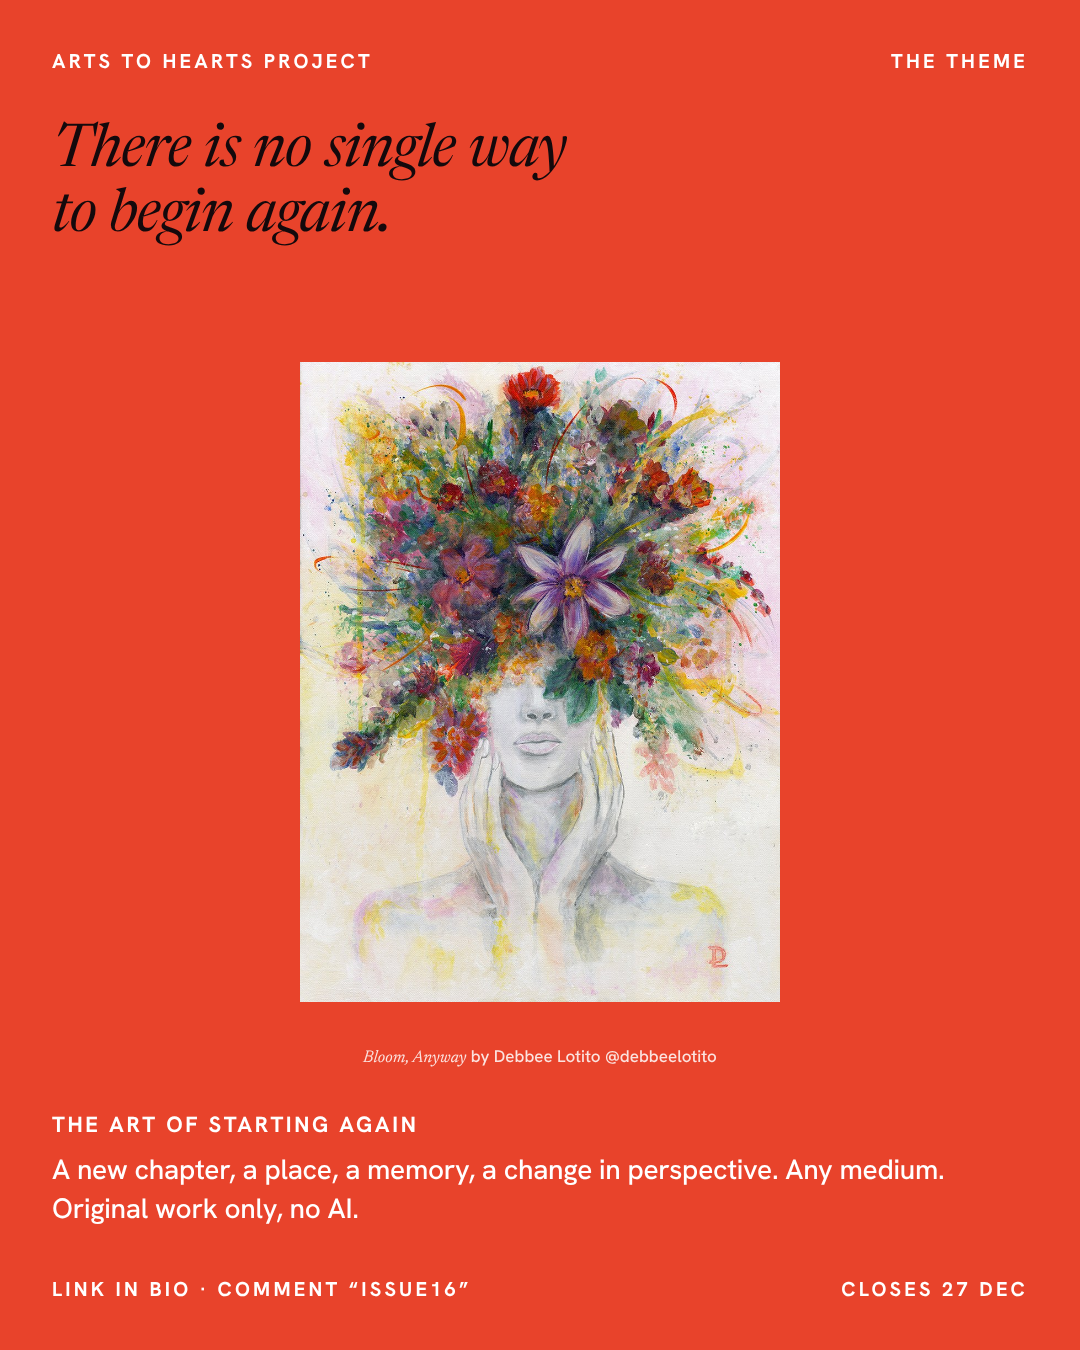 ARTS TO HEARTS PROJECT
THE THEME
There is no single way
to begin again.
Bloom, Anyway by Debbee Lotito @debbeelotito
THE ART OF STARTING AGAIN
A new chapter, a place, a memory, a change in perspective. Any medium.
Original work only, no AI.
LINK IN BIO · COMMENT “ISSUE16”
CLOSES 27 DEC